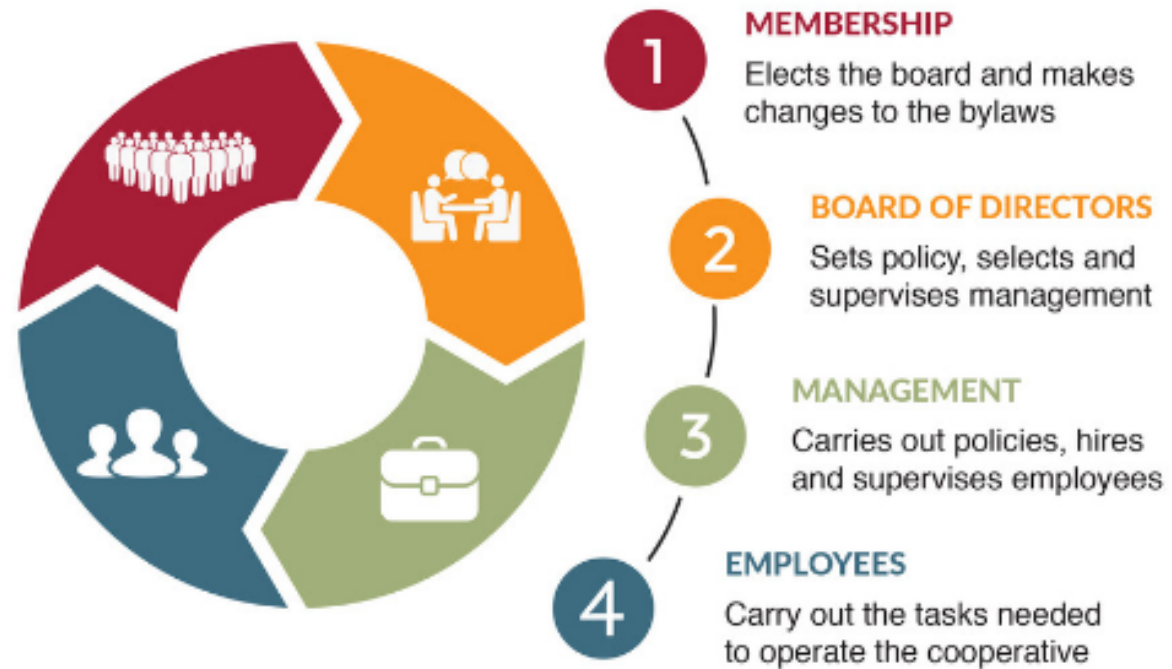 1
MEMBERSHIP
Elects the board and makes
changes to the bylaws
2
BOARD OF DIRECTORS
Sets policy, selects and
supervises management
3
MANAGEMENT
Carries out policies, hires
and supervises employees
4
EMPLOYEES
Carry out the tasks needed
to operate the cooperative